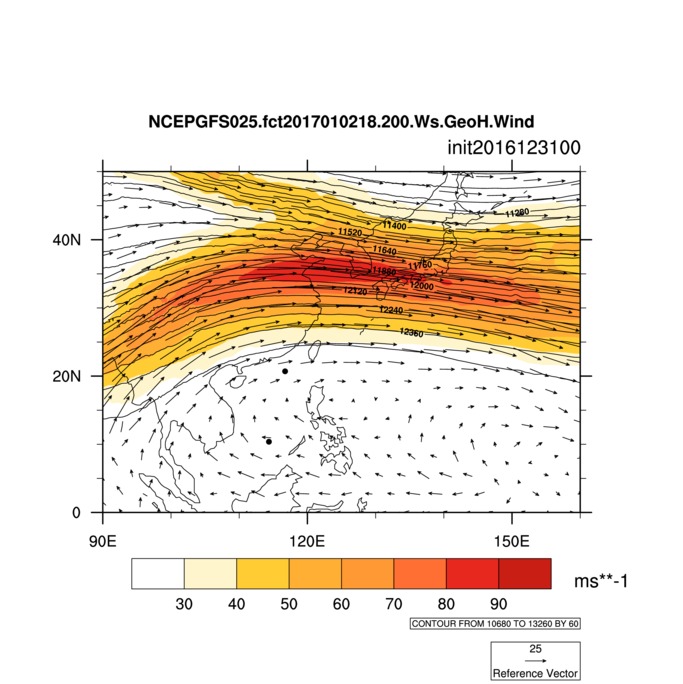 NCEPGFS025.fct2017010218.200.Ws.GeoH.Wind
init2016123100
40N
20N
0
11280
11400
11520
11640
11760
11880
12000
12120
12240
12360
90E 120E 150E
30 40 50 60 70 80 90
ms**-1
CONTOUR FROM 10680 TO 13260 BY 60
25
Reference Vector